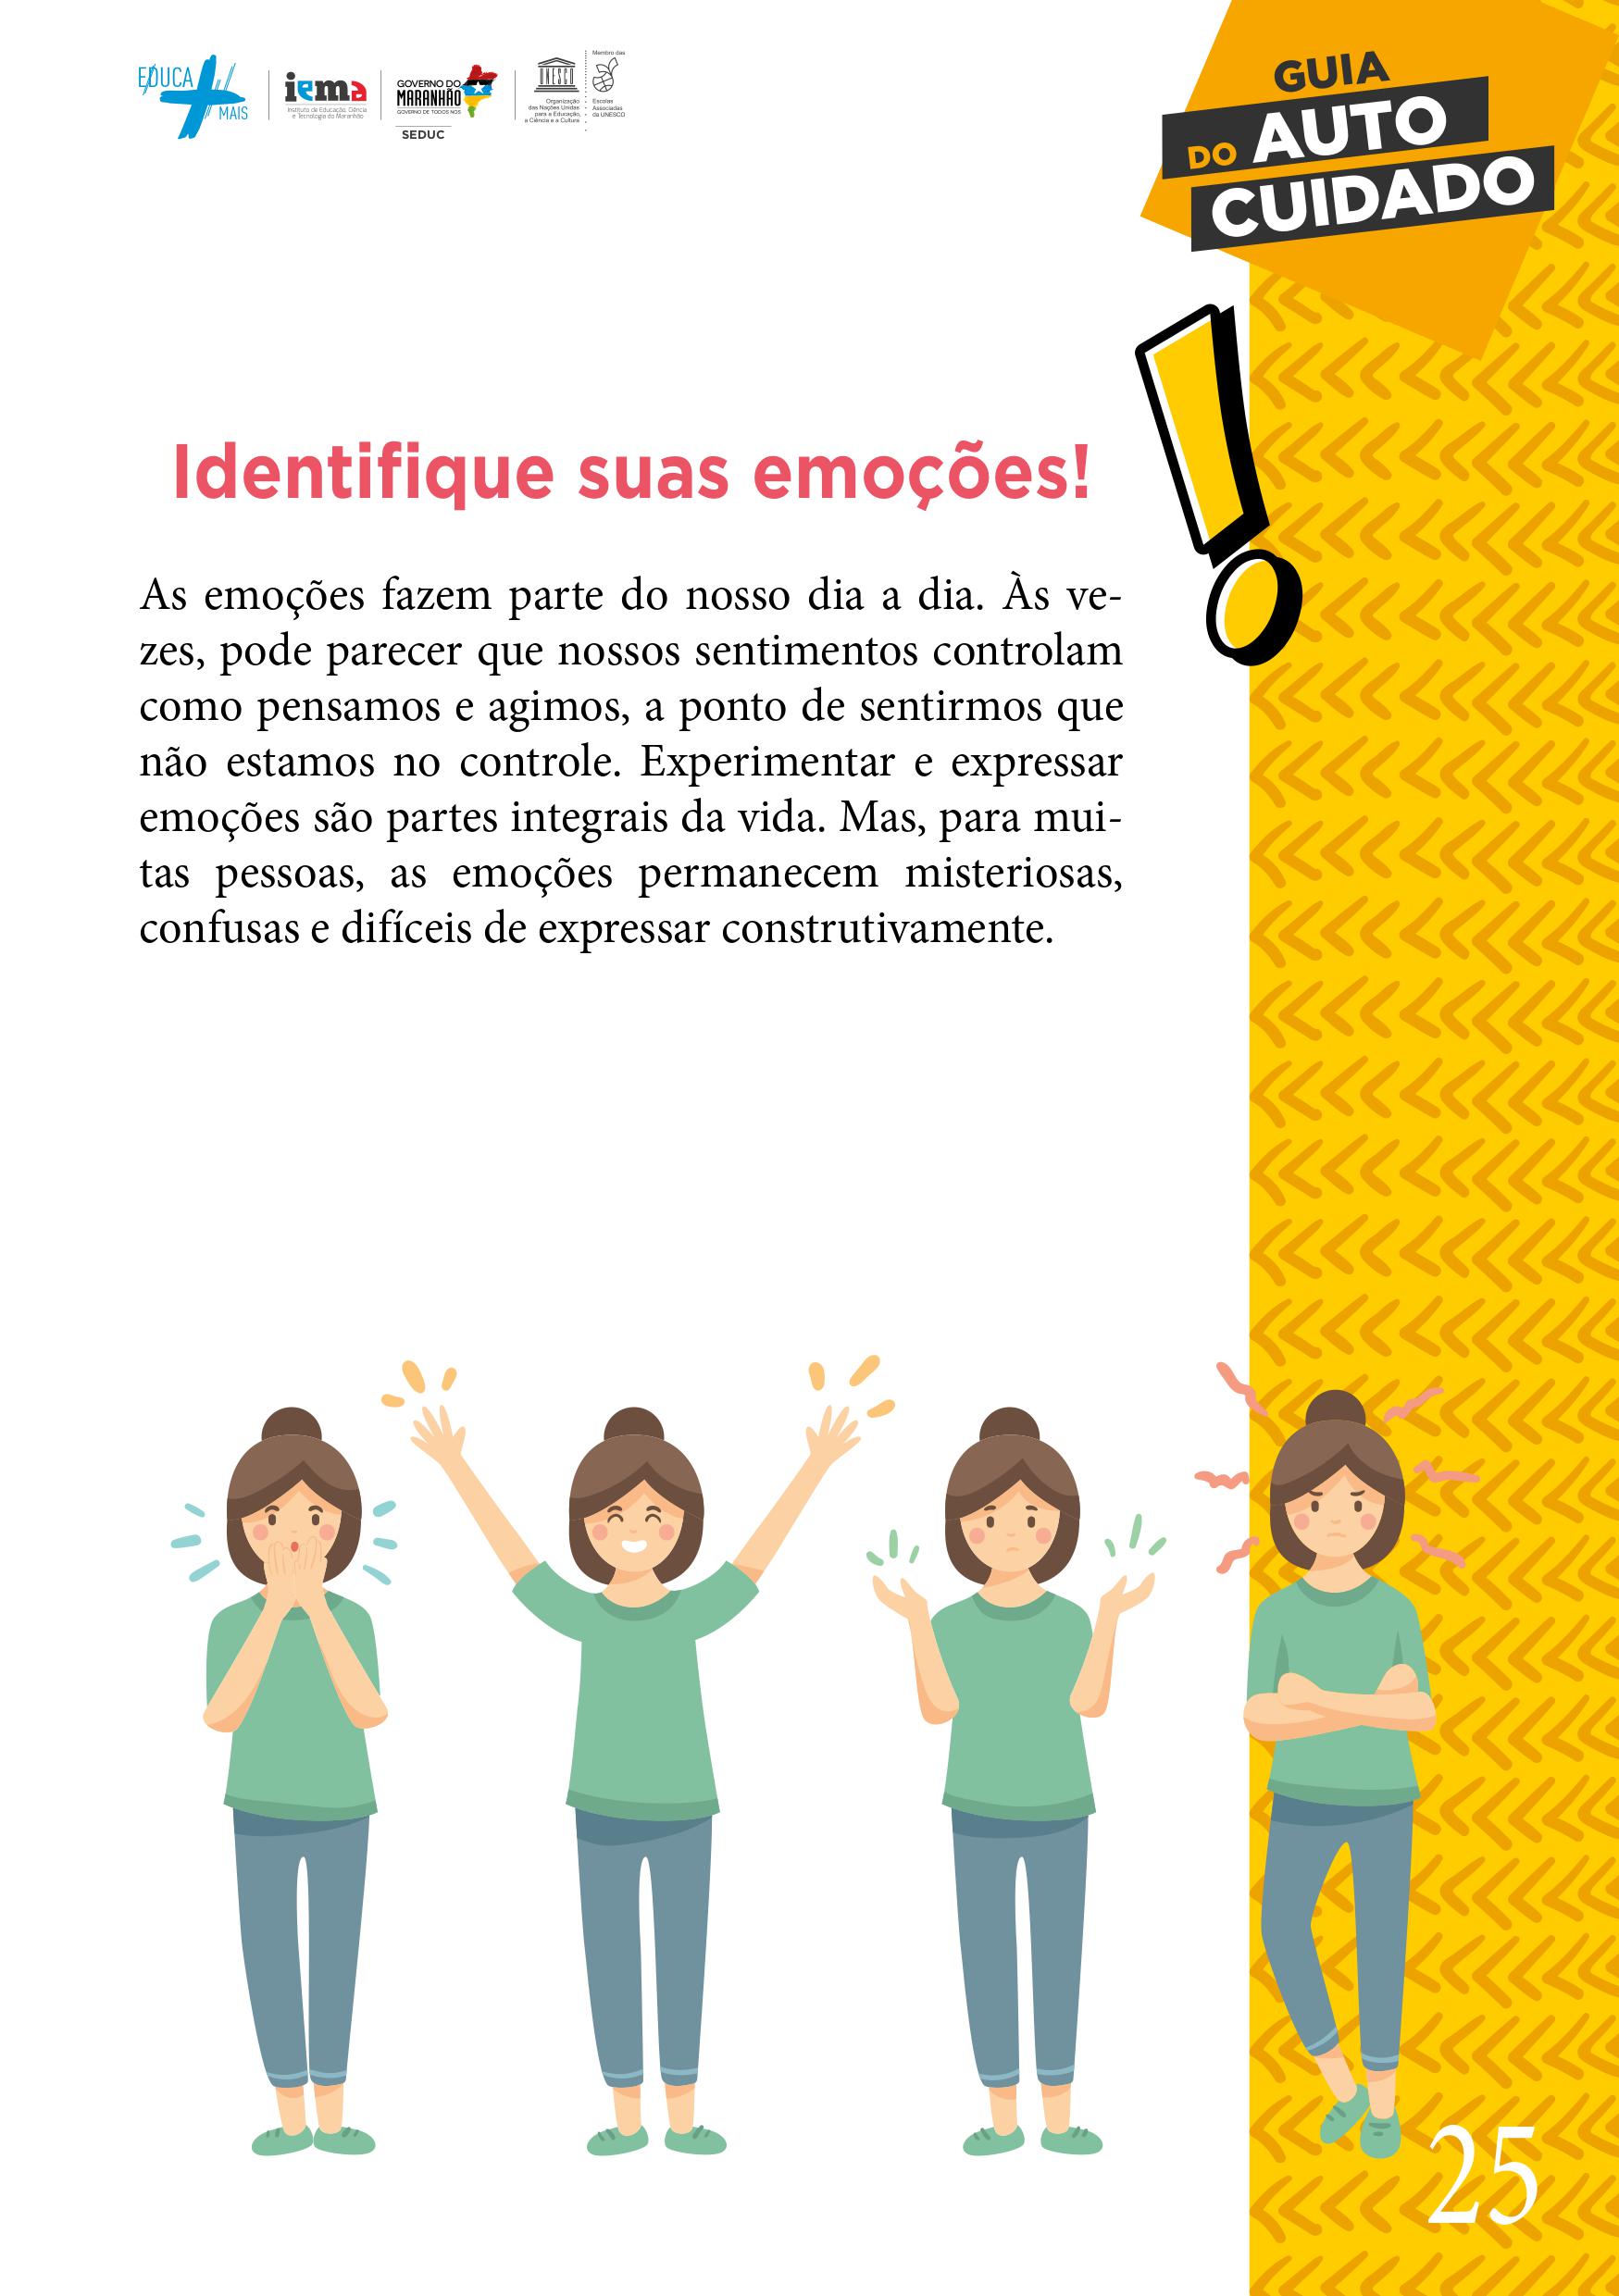 EDUCA
MAIS
iema
Instituto de Educação, Ciência
e Tecnologia do Maranhão
GOVERNO DO
MARANHÃO
GOVERNO DE TODOS NÓS
SEDUC
UNESCO
Organização
das Nações Unidas
para a Educação,
a Ciência e a Cultura
Membro das
Escolas
Associadas
da UNESCO
GUIA
DO AUTO
CUIDADO
Identifique suas emoções!
As emoções fazem parte do nosso dia a dia. Às ve-
zes, pode parecer que nossos sentimentos controlam
como pensamos e agimos, a ponto de sentirmos que
não estamos no controle. Experimentar e expressar
emoções são partes integrais da vida. Mas, para mui-
tas pessoas, as emoções permanecem misteriosas,
confusas e difíceis de expressar construtivamente.
25